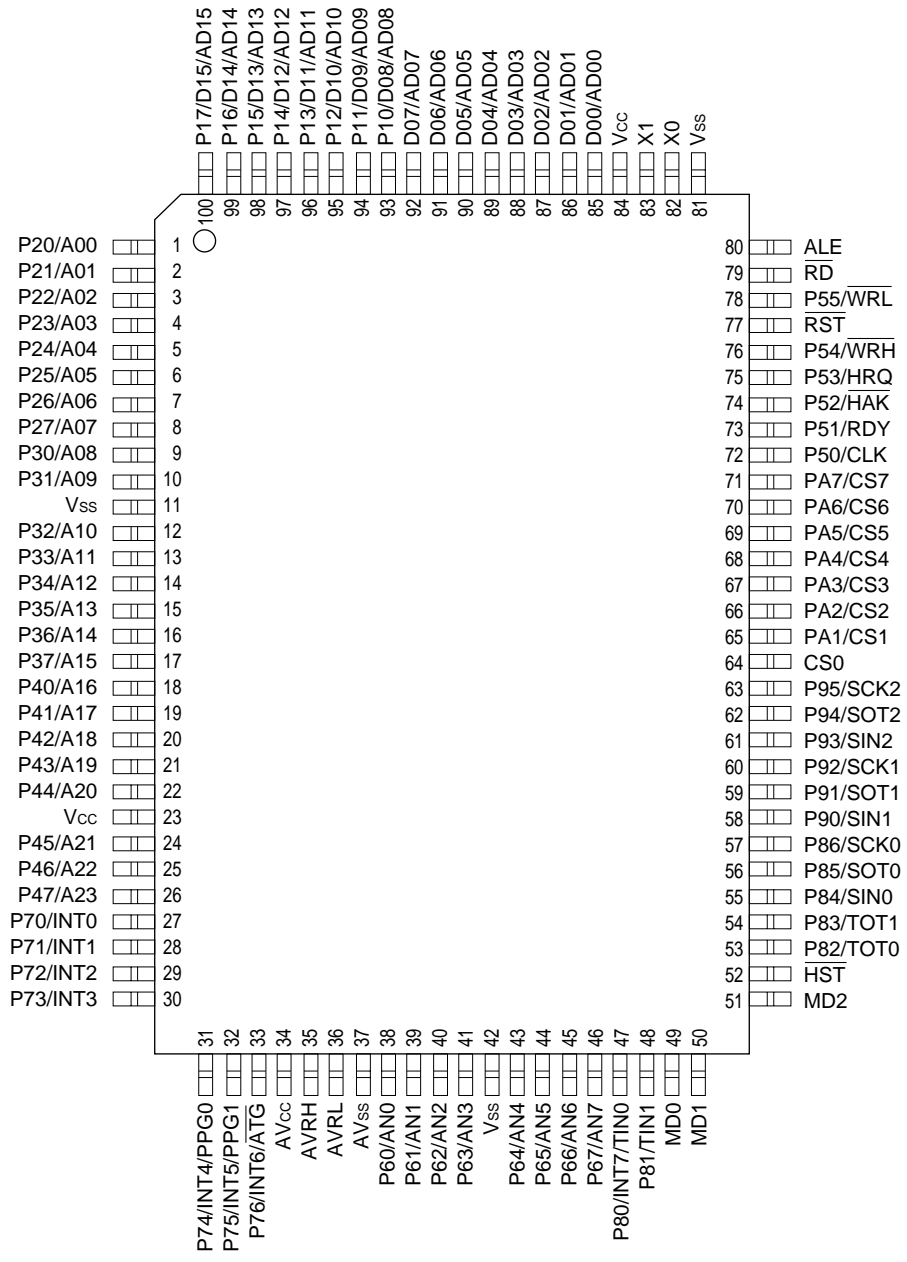 P17/D15/AD15
P16/D14/AD14
P15/D13/AD13
P14/D12/AD12
P13/D11/AD11
P12/D10/AD10
P11/D09/AD09
P10/D08/AD08
D07/AD07
D06/AD06
D05/AD05
D04/AD04
D03/AD03
D02/AD02
D01/AD01
D00/AD00
Vcc
X1
X0
Vss
100
99
98
97
96
95
94
93
92
91
90
89
88
87
86
85
84
83
82
81
P20/A00 1
P21/A01 2
P22/A02 3
P23/A03 4
P24/A04 5
P25/A05 6
P26/A06 7
P27/A07 8
P30/A08 9
P31/A09 10
Vss 11
P32/A10 12
P33/A11 13
P34/A12 14
P35/A13 15
P36/A14 16
P37/A15 17
P40/A16 18
P41/A17 19
P42/A18 20
P43/A19 21
P44/A20 22
Vcc 23
P45/A21 24
P46/A22 25
P47/A23 26
P70/INT0 27
P71/INT1 28
P72/INT2 29
P73/INT3 30
80 ALE
79 RD
78 P55/WRL
77 RST
76 P54/WRH
75 P53/HRQ
74 P52/HAK
73 P51/RDY
72 P50/CLK
71 PA7/CS7
70 PA6/CS6
69 PA5/CS5
68 PA4/CS4
67 PA3/CS3
66 PA2/CS2
65 PA1/CS1
64 CS0
63 P95/SCK2
62 P94/SOT2
61 P93/SIN2
60 P92/SCK1
59 P91/SOT1
58 P90/SIN1
57 P86/SCK0
56 P85/SOT0
55 P84/SIN0
54 P83/TOT1
53 P82/TOT0
52 HST
51 MD2
31
32
33
34
35
36
37
38
39
40
41
42
43
44
45
46
47
48
49
50
P74/INT4/PPG0
P75/INT5/PPG1
P76/INT6/ATG
AVcc
AVRH
AVRL
AVss
P60/AN0
P61/AN1
P62/AN2
P63/AN3
Vss
P64/AN4
P65/AN5
P66/AN6
P67/AN7
P80/INT7/TIN0
P81/TIN1
MD0
MD1